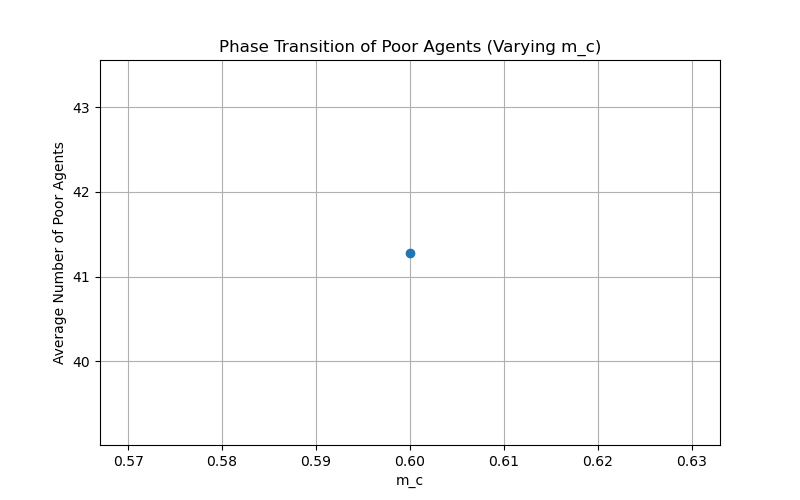 Phase Transition of Poor Agents (Varying m_c)
Average Number of Poor Agents
43
42
41
40
0.57 0.58 0.59 0.60 0.61 0.62 0.63
m_c